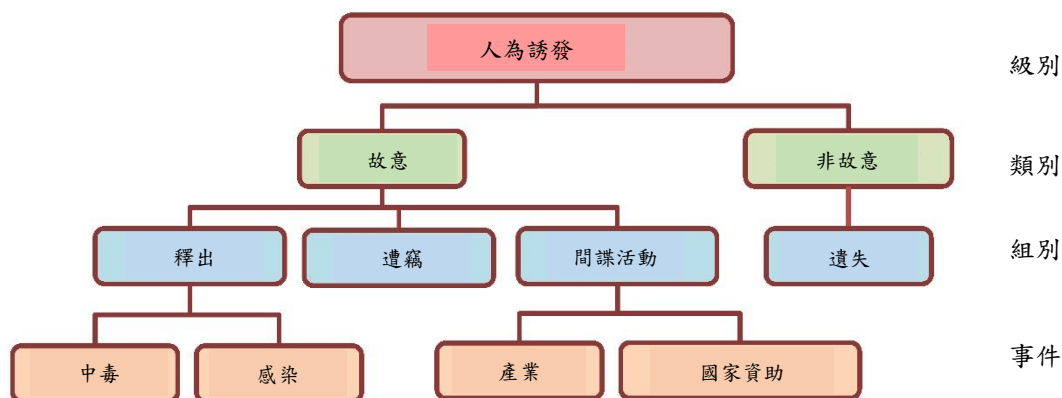 人為誘發
級別
故意
非故意
類別
釋出
遭竊
間諜活動
遺失
組別
中毒
感染
產業
國家資助
事件